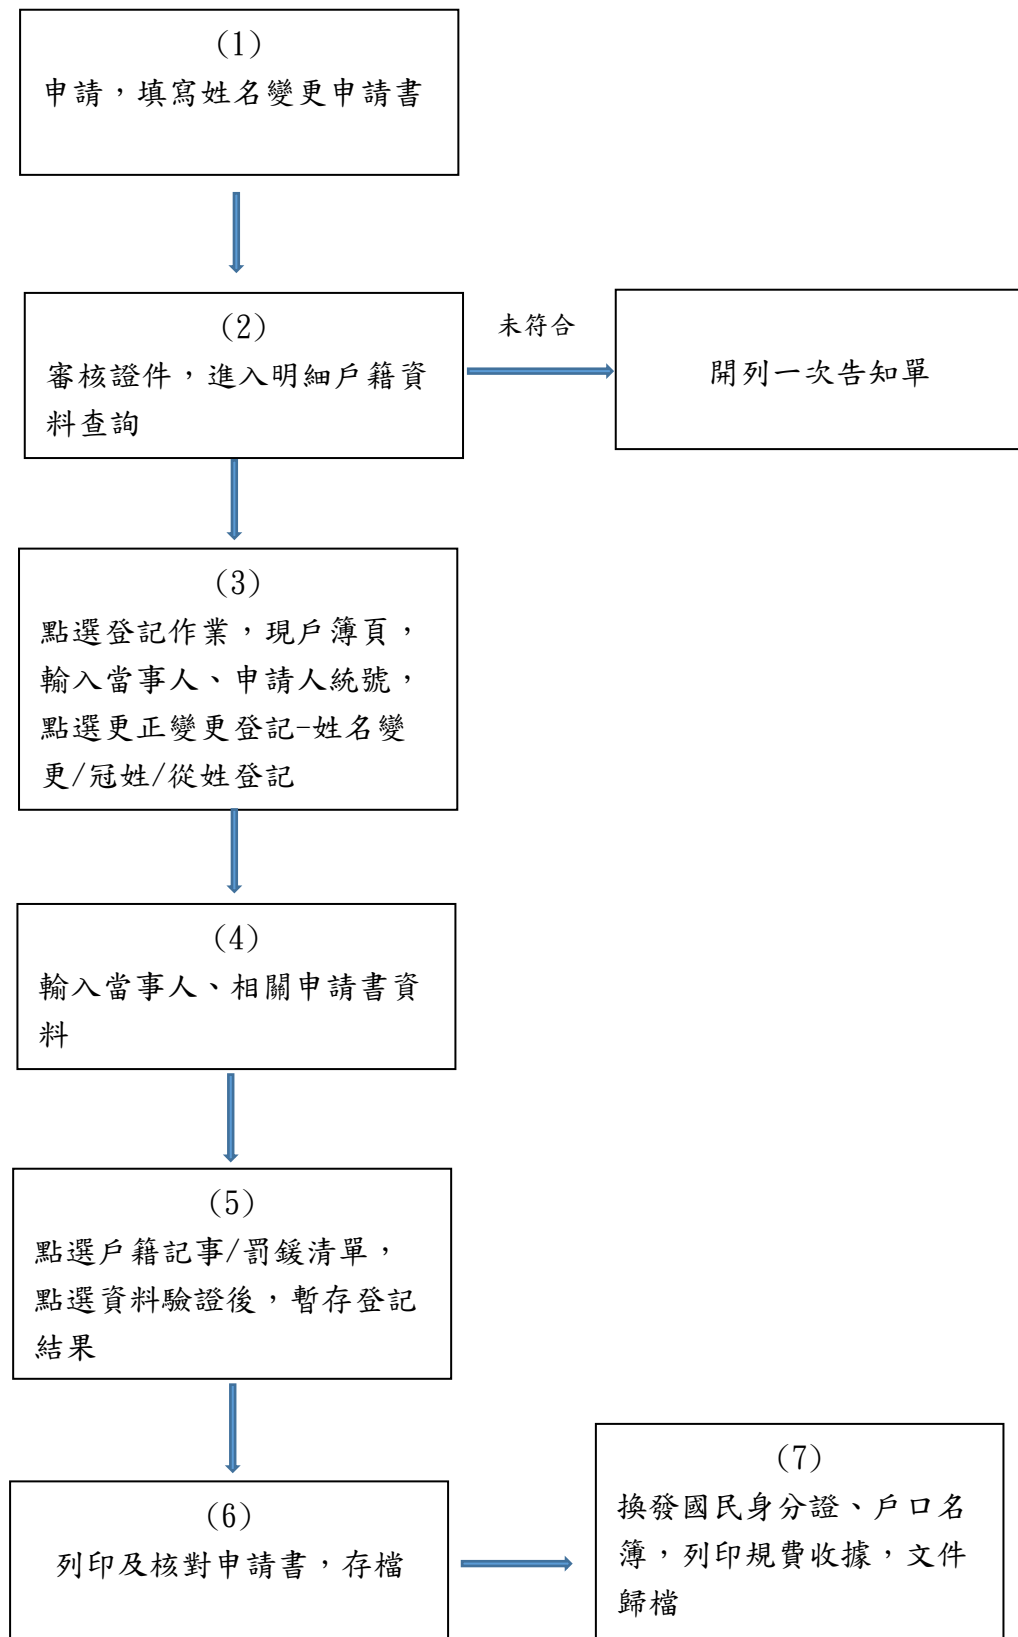 (1)
申請，填寫姓名變更申請書
(2)
審核證件，進入明細戶籍資
料查詢
未符合
開列一次告知單
(3)
點選登記作業，現戶簿頁，
輸入當事人、申請人統號，
點選更正變更登記-姓名變
更/冠姓/從姓登記
(4)
輸入當事人、相關申請書資
料
(5)
點選戶籍記事/罰鍰清單，
點選資料驗證後，暫存登記
結果
(6)
列印及核對申請書，存檔
(7)
換發國民身分證、戶口名
簿，列印規費收據，文件
歸檔